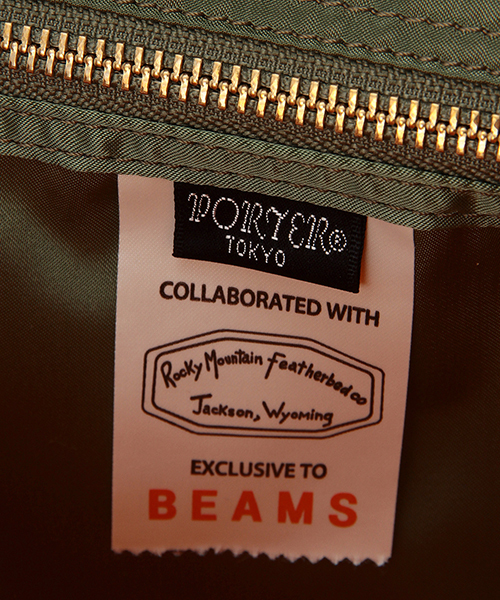 PORTER®
TOKYO
COLLABORATED WITH
Rocky Mountain Featherbed co
Jackson, Wyoming
EXCLUSIVE TO
BEAMS